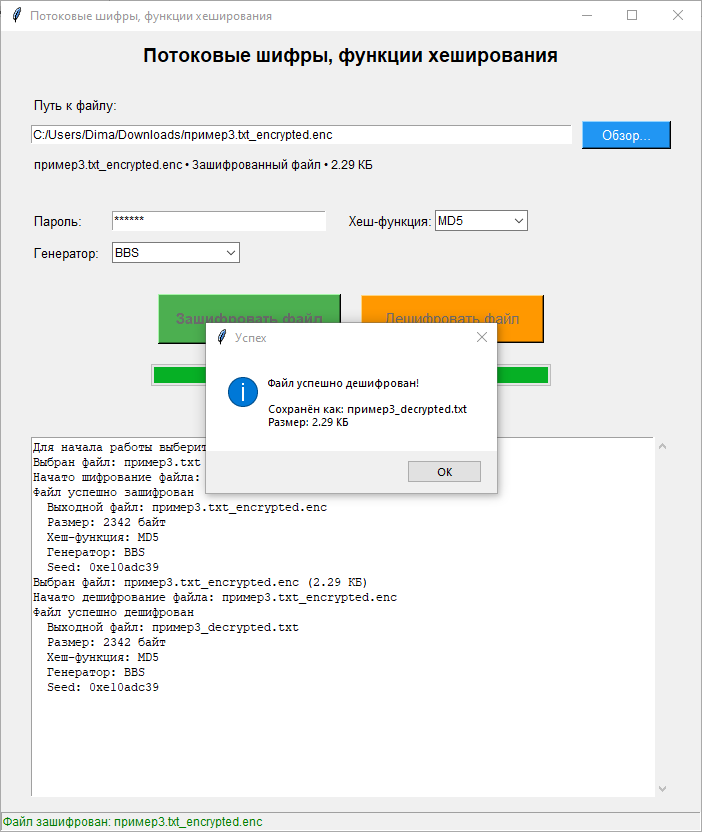 Потоковые шифры, функции хеширования
Потоковые шифры, функции хеширования
Путь к файлу:
C:/Users/Dima/Downloads/пример3.txt_encrypted.enc
Обзор...
пример3.txt_encrypted.enc • Зашифрованный файл • 2.29 КБ
Пароль:
******
Хеш-функция:
MD5
Генератор:
BBS
Зашифровать файл
Дешифровать файл
Успех
Файл успешно дешифрован!
Сохранён как: пример3_decrypted.txt
Размер: 2.29 КБ
OK
Для начала работы выберит
Выбран файл: пример3.txt
Начато шифрование файла:
Файл успешно зашифрован
Выходной файл: пример3.txt_encrypted.enc
Размер: 2342 байт
Хеш-функция: MD5
Генератор: BBS
Seed: 0xe10adc39
Выбран файл: пример3.txt_encrypted.enc (2.29 КБ)
Начато дешифрование файла: пример3.txt_encrypted.enc
Файл успешно дешифрован
Выходной файл: пример3_decrypted.txt
Размер: 2342 байт
Хеш-функция: MD5
Генератор: BBS
Seed: 0xe10adc39
Файл зашифрован: пример3.txt_encrypted.enc